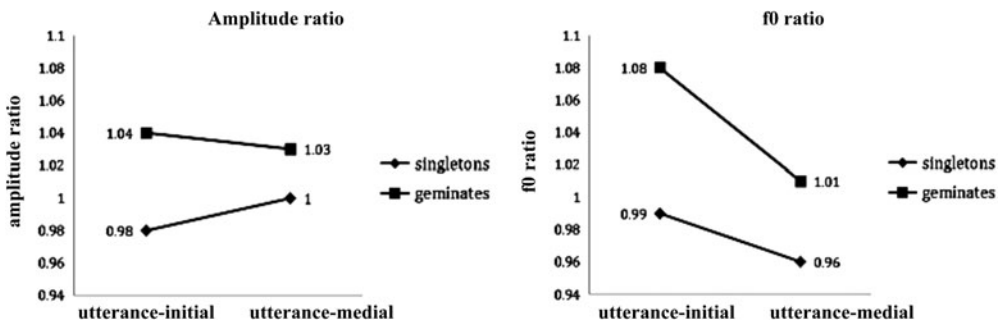 Amplitude ratio
amplitude ratio
1.1
1.08
1.06
1.04
1.02
1
0.98
0.96
0.94
1.04
1.03
0.98
1
singletons
geminates
utterance-initial utterance-medial
f0 ratio
f0 ratio
1.1
1.08
1.06
1.04
1.02
1
0.98
0.96
0.94
1.08
1.01
0.99
0.96
singletons
geminates
utterance-initial utterance-medial